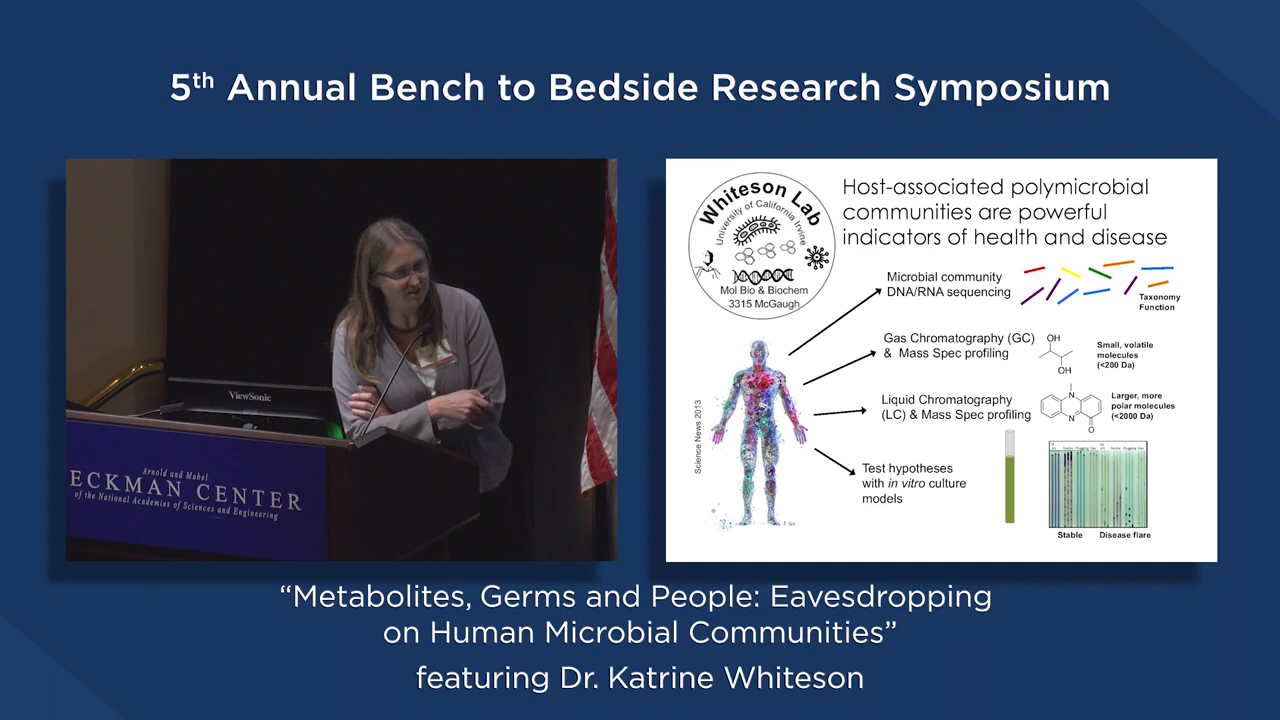 5th Annual Bench to Bedside Research Symposium
ViewSonic
Arnold and Mabel
ECKMAN CENTER
of the National Academies of Sciences and Engineering
Whiteson Lab
University of California Irvine
Mol Bio & Biochem
3315 McGaugh
Host-associated polymicrobial
communities are powerful
indicators of health and disease
Microbial community
DNA/RNA sequencing
Taxonomy
Function
Gas Chromatography (GC)
& Mass Spec profiling
OH
OH
Small, volatile
molecules
(<200 Da)
Liquid Chromatography
(LC) & Mass Spec profiling
N
N
O
Larger, more
polar molecules
(<2000 Da)
Science News 2013
Test hypotheses
with in vitro culture
models
Stable
Disease flare
“Metabolites, Germs and People: Eavesdropping
on Human Microbial Communities”
featuring Dr. Katrine Whiteson